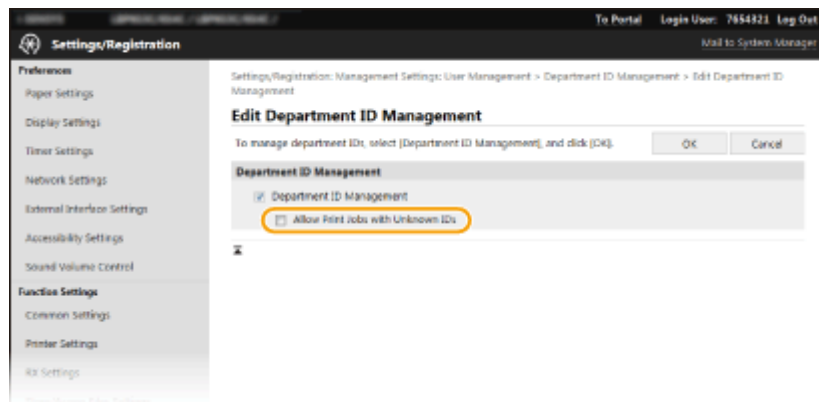 To Portal Login User: 7654321 Log Out
Settings/Registration
Mail to System Manager
Preferences
Paper Settings
Display Settings
Timer Settings
Network Settings
External Interface Settings
Accessibility Settings
Sound Volume Control
Function Settings
Common Settings
Printer Settings
RX Settings
Settings/Registration: Management Settings: User Management > Department ID Management > Edit Department ID
Management
Edit Department ID Management
To manage department IDs, select [Department ID Management], and click [OK].
OK
Cancel
Department ID Management
Department ID Management
Allow Print Jobs with Unknown IDs